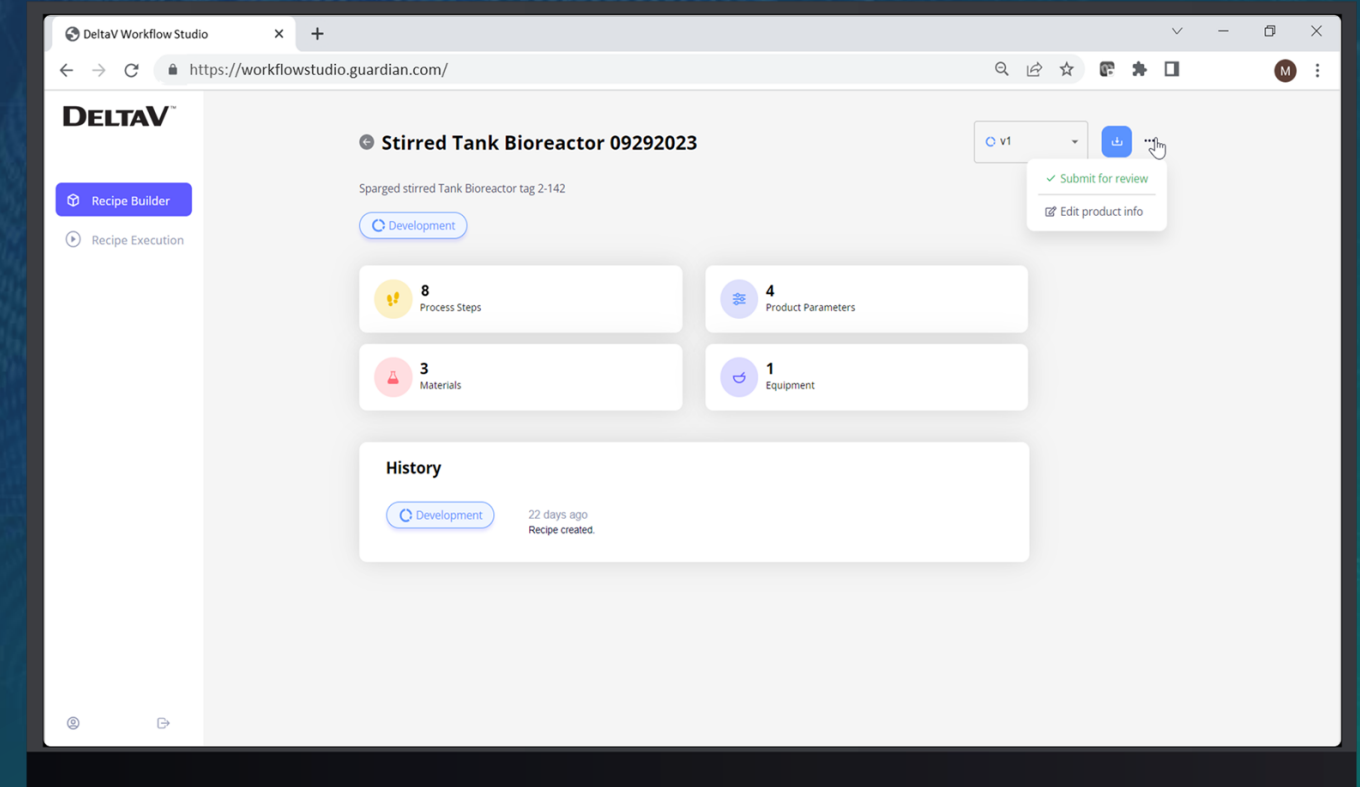 DeltaV Workflow Studio
https://workflowstudio.guardian.com/
M
DELTAV™
Recipe Builder
Recipe Execution
Stirred Tank Bioreactor 09292023
v1
Submit for review
Edit product info
Sparged stirred Tank Bioreactor tag 2-142
Development
8
Process Steps
4
Product Parameters
3
Materials
1
Equipment
History
Development
22 days ago
Recipe created.